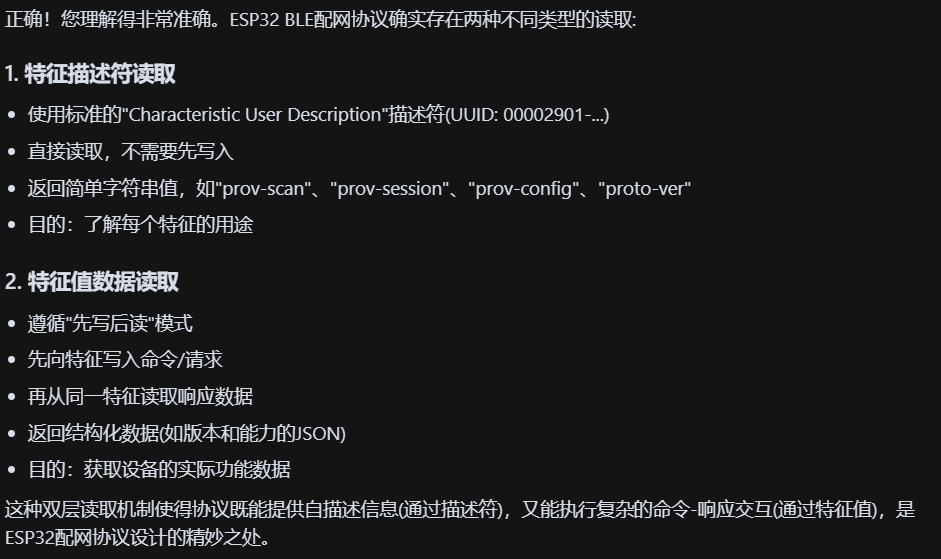 正确！您理解得非常准确。ESP32 BLE配网协议确实存在两种不同类型的读取:
1. 特征描述符读取
• 使用标准的"Characteristic User Description"描述符(UUID: 00002901-...)
• 直接读取，不需要先写入
• 返回简单字符串值，如"prov-scan"、"prov-session"、"prov-config"、"proto-ver"
• 目的：了解每个特征的用途
2. 特征值数据读取
• 遵循"先写后读"模式
• 先向特征写入命令/请求
• 再从同一特征读取响应数据
• 返回结构化数据(如版本和能力的JSON)
• 目的：获取设备的实际功能数据
这种双层读取机制使得协议既能提供自描述信息(通过描述符)，又能执行复杂的命令-响应交互(通过特征值)，是
ESP32配网协议设计的精妙之处。